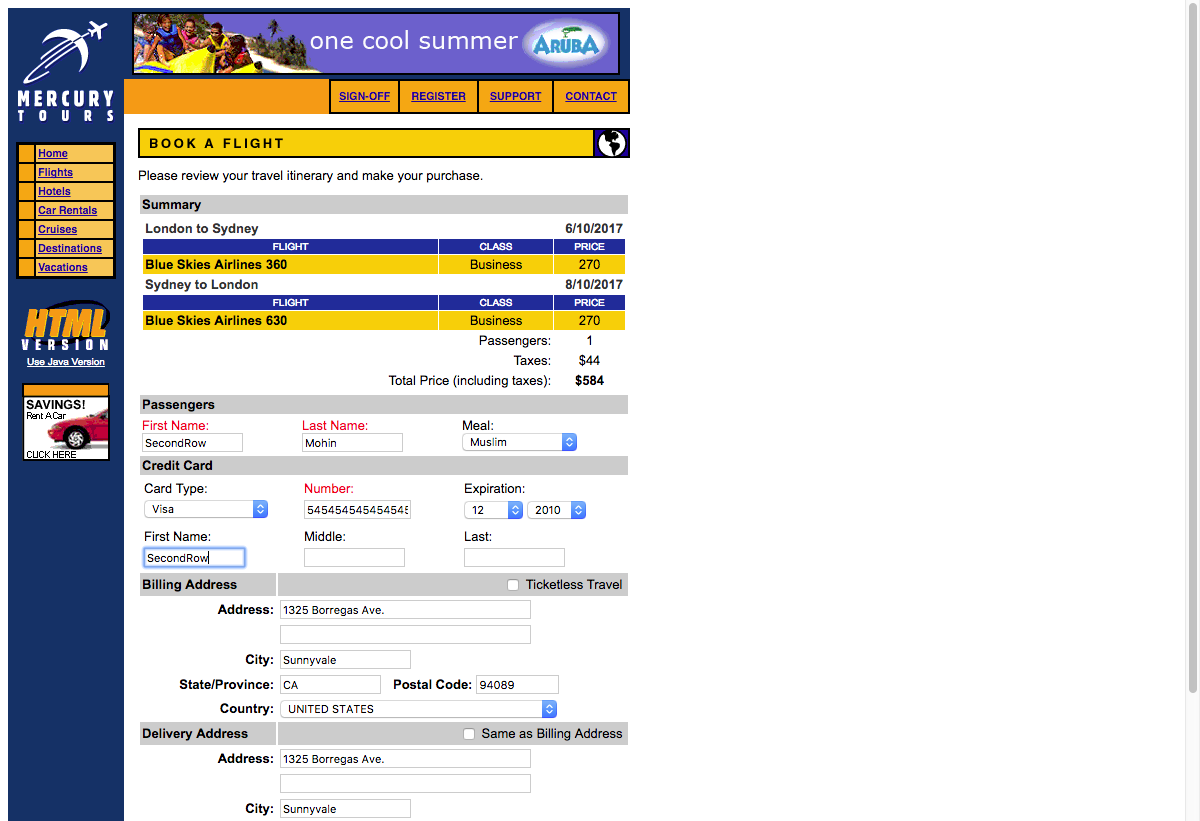 one cool summer ARUBA
MERCURY
TOURS
SIGN-OFF REGISTER SUPPORT CONTACT
Home
Flights
Hotels
Car Rentals
Cruises
Destinations
Vacations
HTML
VERSION
Use Java Version
SAVINGS!
Rent A Car
CLICK HERE
BOOK A FLIGHT
Please review your travel itinerary and make your purchase.
Summary
London to Sydney 6/10/2017
FLIGHT CLASS PRICE
Blue Skies Airlines 360 Business 270
Sydney to London 8/10/2017
FLIGHT CLASS PRICE
Blue Skies Airlines 630 Business 270
Passengers: 1
Taxes: $44
Total Price (including taxes): $584
Passengers
First Name: Last Name: Meal:
SecondRow Mohin Muslim
Credit Card
Card Type: Number: Expiration:
Visa 545454545454545 12 2010
First Name: Middle: Last:
SecondRow
Billing Address Ticketless Travel
Address: 1325 Borregas Ave.
City: Sunnyvale
State/Province: CA Postal Code: 94089
Country: UNITED STATES
Delivery Address Same as Billing Address
Address: 1325 Borregas Ave.
City: Sunnyvale